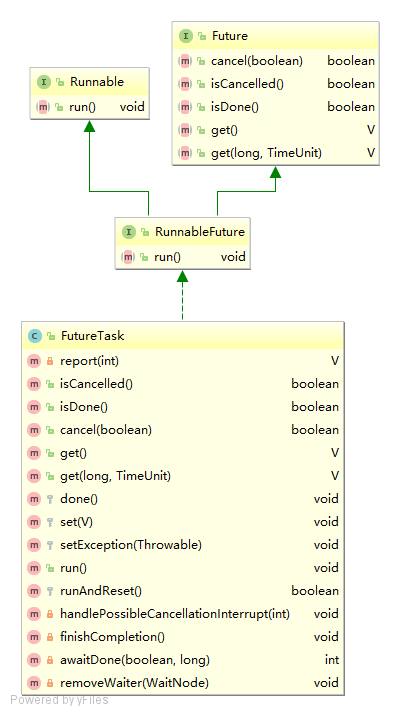 Future
cancel(boolean) boolean
isCancelled() boolean
isDone() boolean
get() V
get(long, TimeUnit) V
Runnable
run() void
RunnableFuture
run() void
FutureTask
report(int) V
isCancelled() boolean
isDone() boolean
cancel(boolean) boolean
get() V
get(long, TimeUnit) V
done() void
set(V) void
setException(Throwable) void
run() void
runAndReset() boolean
handlePossibleCancellationInterrupt(int) void
finishCompletion() void
awaitDone(boolean, long) int
removeWaiter(WaitNode) void
Powered by yFiles